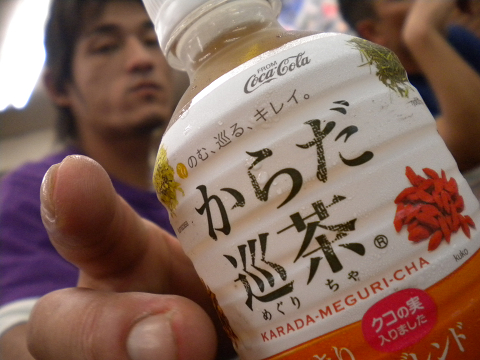 FROM
Coca-Cola
のむ、巡る、キレイ。
からだ
巡茶®
めぐり ちゃ
KARADA-MEGURI-CHA
kuko
クコの実
入りました